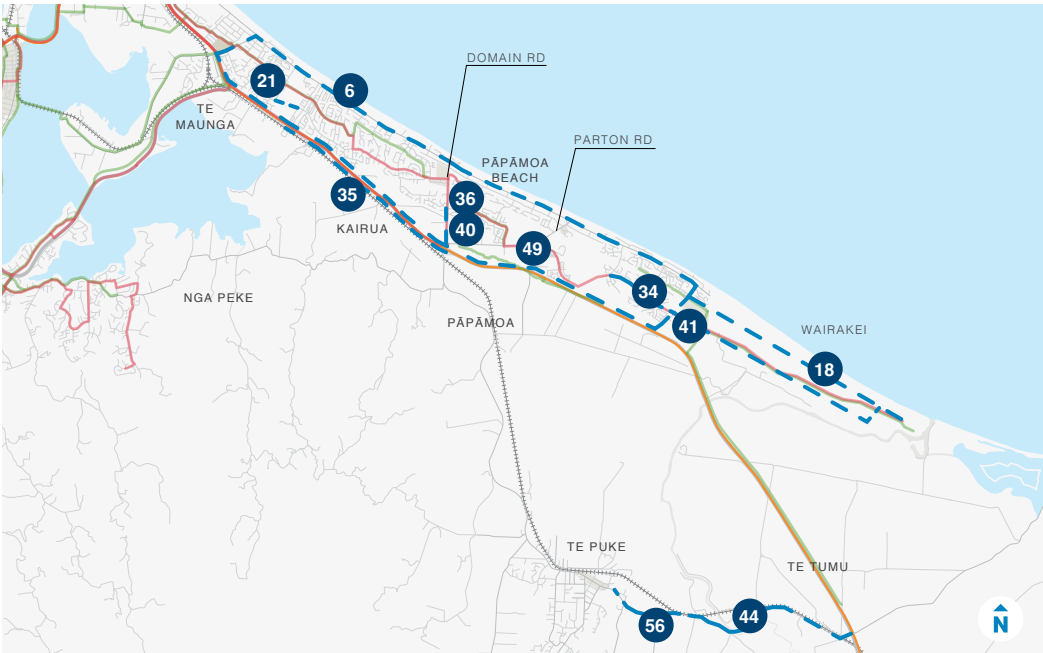 DOMAIN RD
21
6
TE
MAUNGA
PARTON RD
PĀPĀMOA
BEACH
35
36
KAIRUA
40
49
NGA PEKE
34
PĀPĀMOA
41
WAIRAKEI
18
TE PUKE
TE TUMU
56
44
N